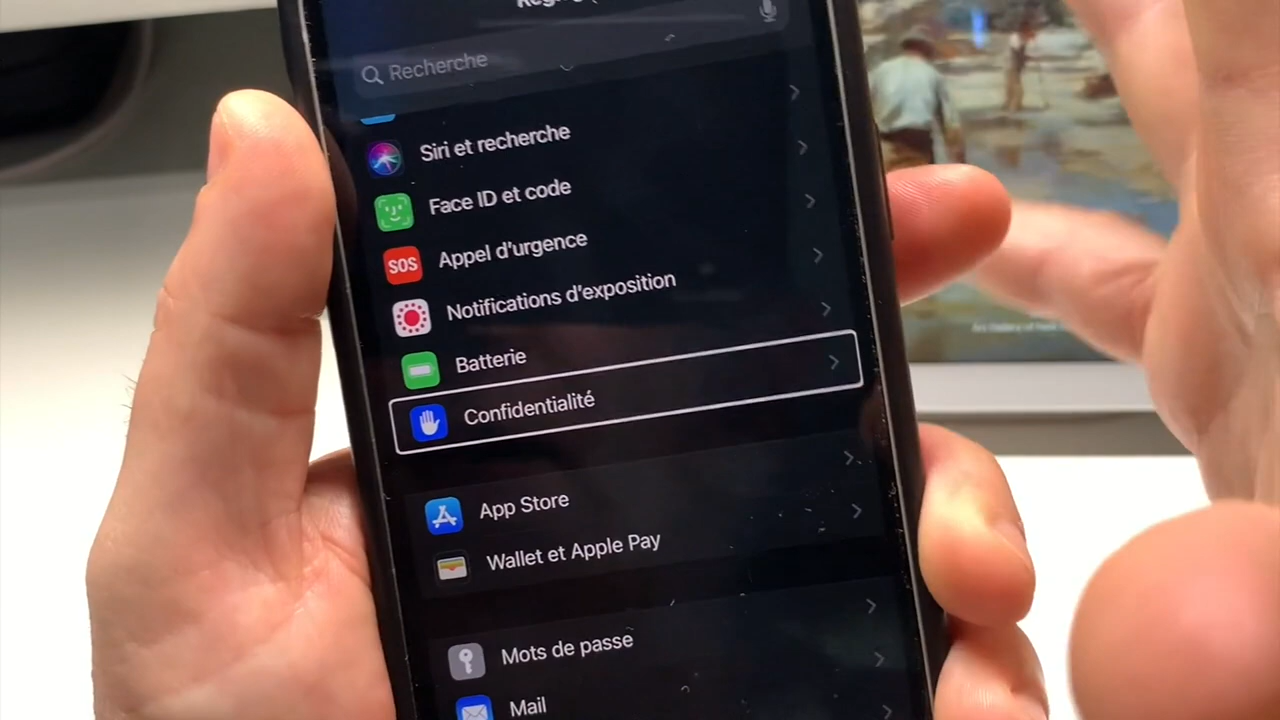 Recherche
Siri et recherche
Face ID et code
SOS
Appel d'urgence
Notifications d'exposition
Batterie
Confidentialité
App Store
Wallet et Apple Pay
Mots de passe
Mail